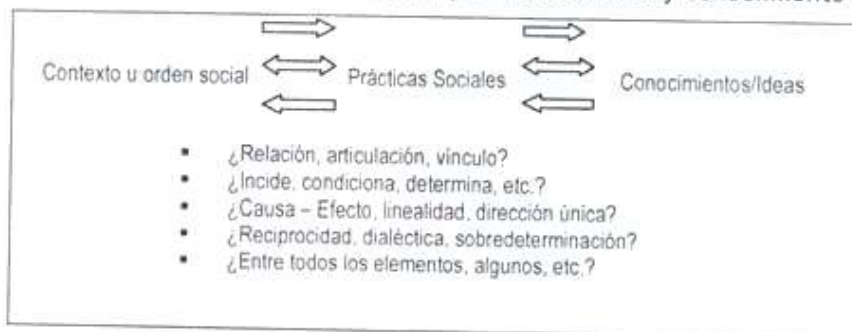 Contexto u orden social Prácticas Sociales Conocimientos/Ideas
▪ ¿Relación, articulación, vínculo?
▪ ¿Incide, condiciona, determina, etc.?
▪ ¿Causa – Efecto, linealidad, dirección única?
▪ ¿Reciprocidad, dialéctica, sobredeterminación?
▪ ¿Entre todos los elementos, algunos, etc.?